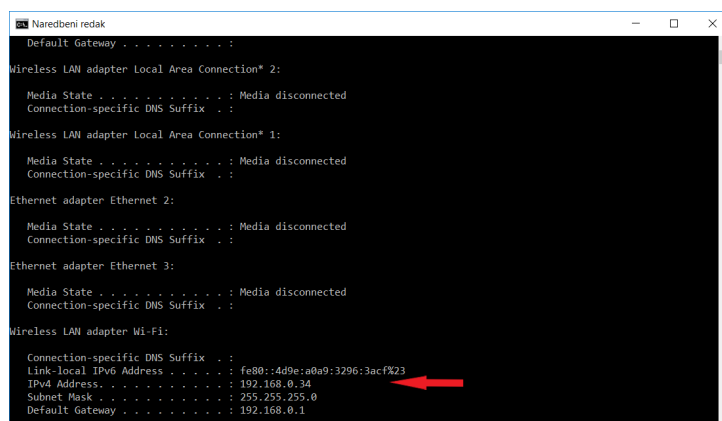 Naredbeni redak
Default Gateway . . . . . . . . . :
Wireless LAN adapter Local Area Connection* 2:
Media State . . . . . . . . . . . : Media disconnected
Connection-specific DNS Suffix  . :
Wireless LAN adapter Local Area Connection* 1:
Media State . . . . . . . . . . . : Media disconnected
Connection-specific DNS Suffix  . :
Ethernet adapter Ethernet 2:
Media State . . . . . . . . . . . : Media disconnected
Connection-specific DNS Suffix  . :
Ethernet adapter Ethernet 3:
Media State . . . . . . . . . . . : Media disconnected
Connection-specific DNS Suffix  . :
Wireless LAN adapter Wi-Fi:
Connection-specific DNS Suffix  . :
Link-local IPv6 Address . . . . . : fe80::4d9e:a0a9:3296:3acf%23
IPv4 Address. . . . . . . . . . . : 192.168.0.34
Subnet Mask . . . . . . . . . . . : 255.255.255.0
Default Gateway . . . . . . . . . : 192.168.0.1